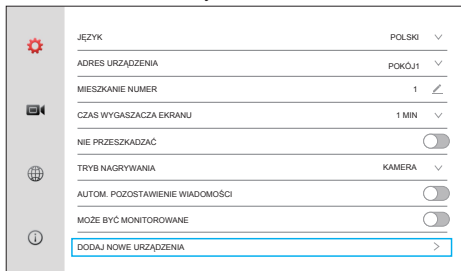 JĘZYK POLSKI
ADRES URZĄDZENIA POKÓJ1
MIESZKANIE NUMER 1
CZAS WYGASZACZA EKRANU 1 MIN
NIE PRZESZKADZAĆ
TRYB NAGRYWANIA KAMERA
AUTOM. POZOSTAWIENIE WIADOMOŚCI
MOŻE BYĆ MONITOROWANE
DODAJ NOWE URZĄDZENIA